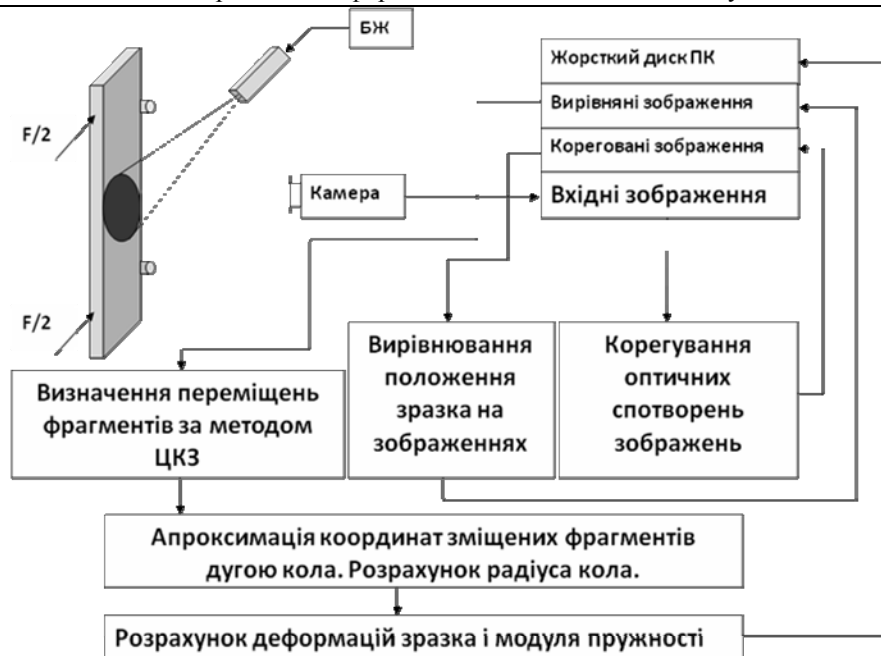 БЖ
F/2
F/2
Камера
Жорсткий диск ПК
Вирівняні зображення
Кореговані зображення
Вхідні зображення
Визначення переміщень
фрагментів за методом
ЦКЗ
Вирівнювання
положення
зразка на
зображеннях
Корегування
оптичних
спотворень
зображень
Апроксимація координат зміщених фрагментів
дугою кола. Розрахунок радіуса кола.
Розрахунок деформацій зразка і модуля пружності